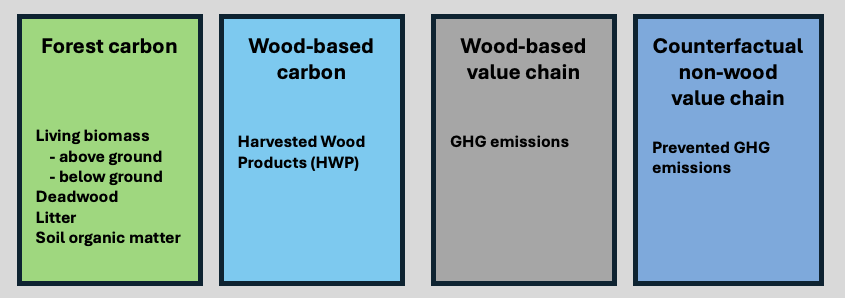 Forest carbon
Living biomass
- above ground
- below ground
Deadwood
Litter
Soil organic matter
Wood-based
carbon
Harvested Wood
Products (HWP)
Wood-based
value chain
GHG emissions
Counterfactual
non-wood
value chain
Prevented GHG
emissions